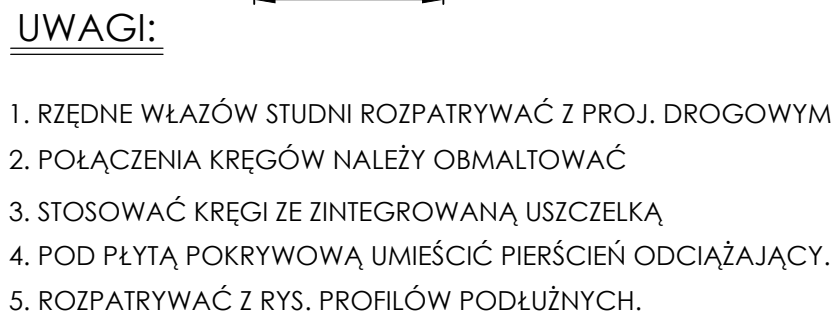 UWAGI:
1. RZĘDNE WŁAZÓW STUDNI ROZPATRYWAĆ Z PROJ. DROGOWYM
2. POŁĄCZENIA KRĘGÓW NALEŻY OBMALTOWAĆ
3. STOSOWAĆ KRĘGI ZE ZINTEGROWANĄ USZCZELKĄ
4. POD PŁYTĄ POKRYWOWĄ UMIEŚCIĆ PIERŚCIEŃ ODCIĄŻAJĄCY.
5. ROZPATRYWAĆ Z RYS. PROFILÓW PODŁUŻNYCH.